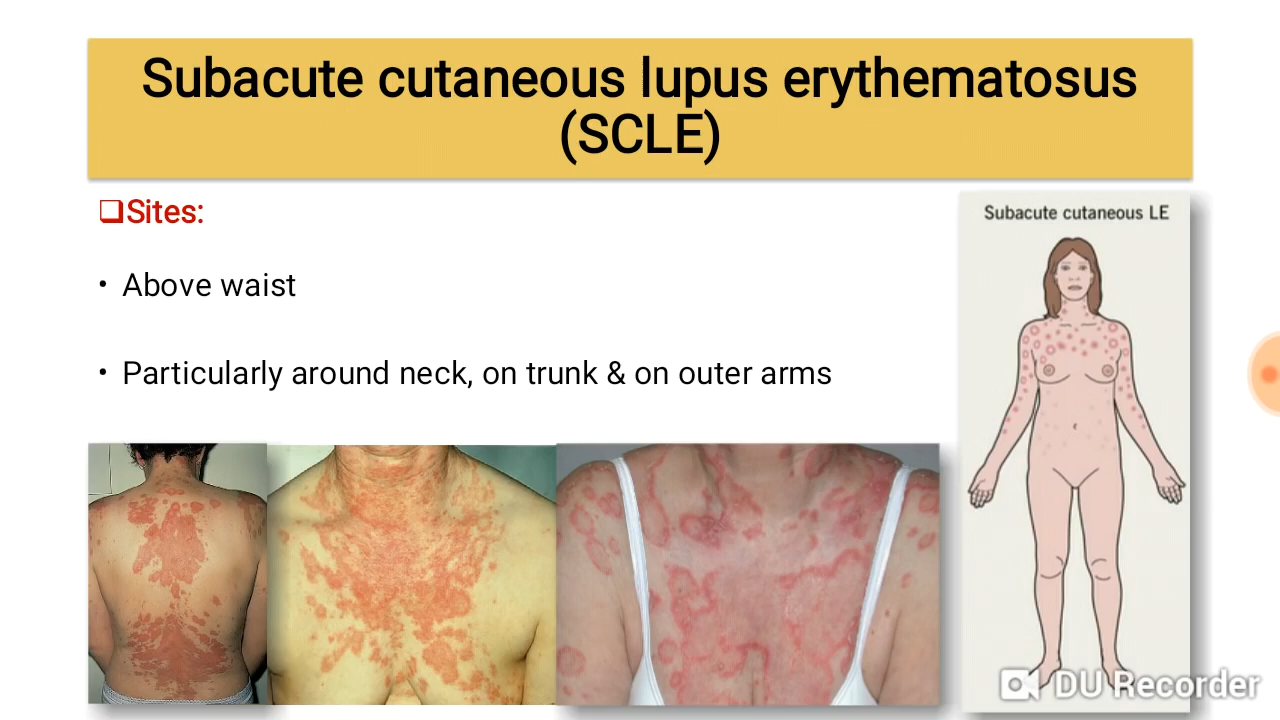 Subacute cutaneous lupus erythematosus
(SCLE)
❑Sites:
• Above waist
• Particularly around neck, on trunk & on outer arms
Subacute cutaneous LE
DU Recorder